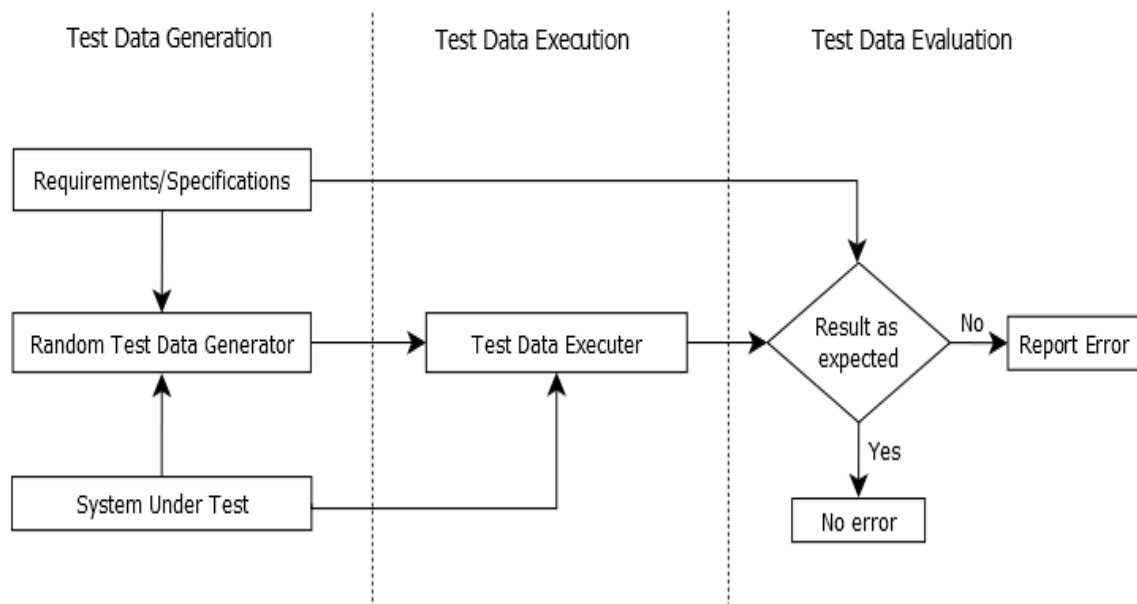 Test Data Generation
Test Data Execution
Test Data Evaluation
Requirements/Specifications
Random Test Data Generator
Test Data Executer
Result as
expected
No
Report Error
Yes
System Under Test
No error